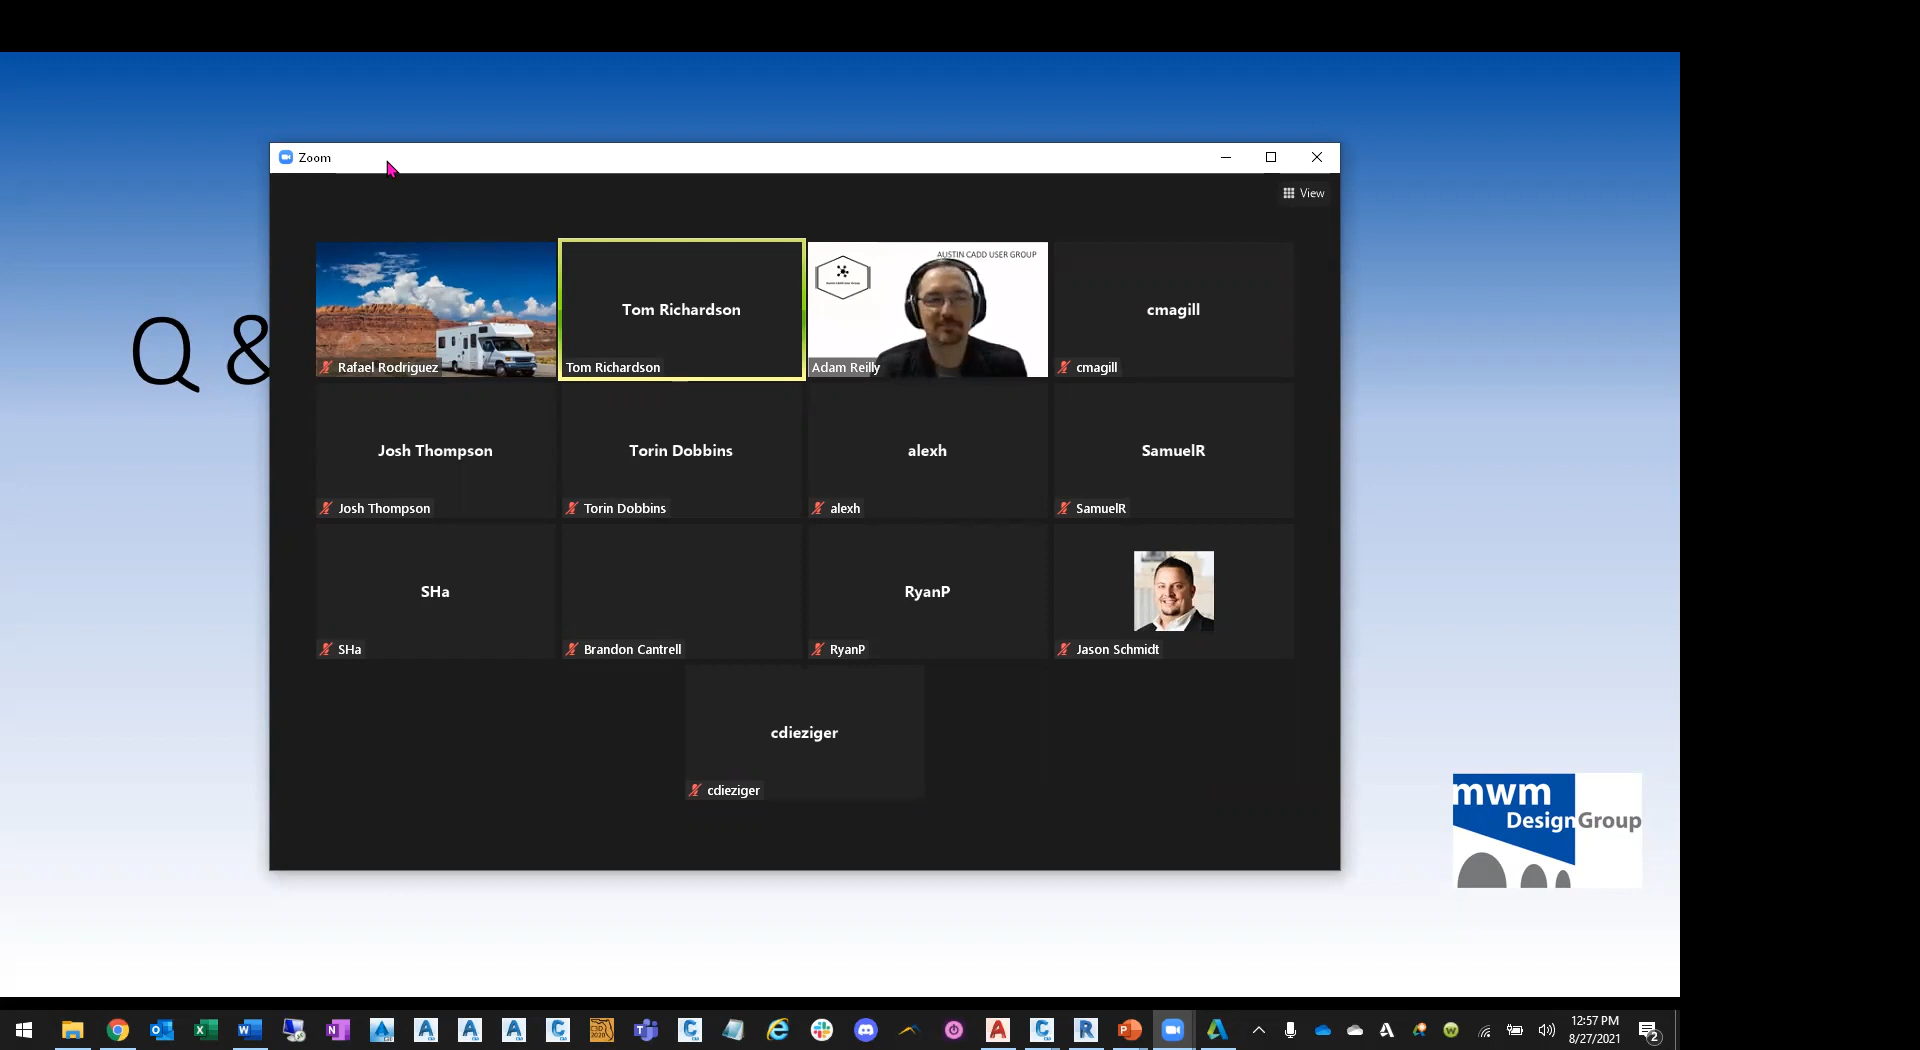 Zoom
View
Q &
AUSTIN CADD USER GROUP
Rafael Rodriguez
Tom Richardson
Tom Richardson
Adam Reilly
cmagill
cmagill
Josh Thompson
Josh Thompson
Torin Dobbins
Torin Dobbins
alexh
alexh
SamuelR
SamuelR
SHa
SHa
Brandon Cantrell
RyanP
RyanP
Jason Schmidt
cdieziger
cdieziger
mwm
DesignGroup
12:57 PM
8/27/2021
2